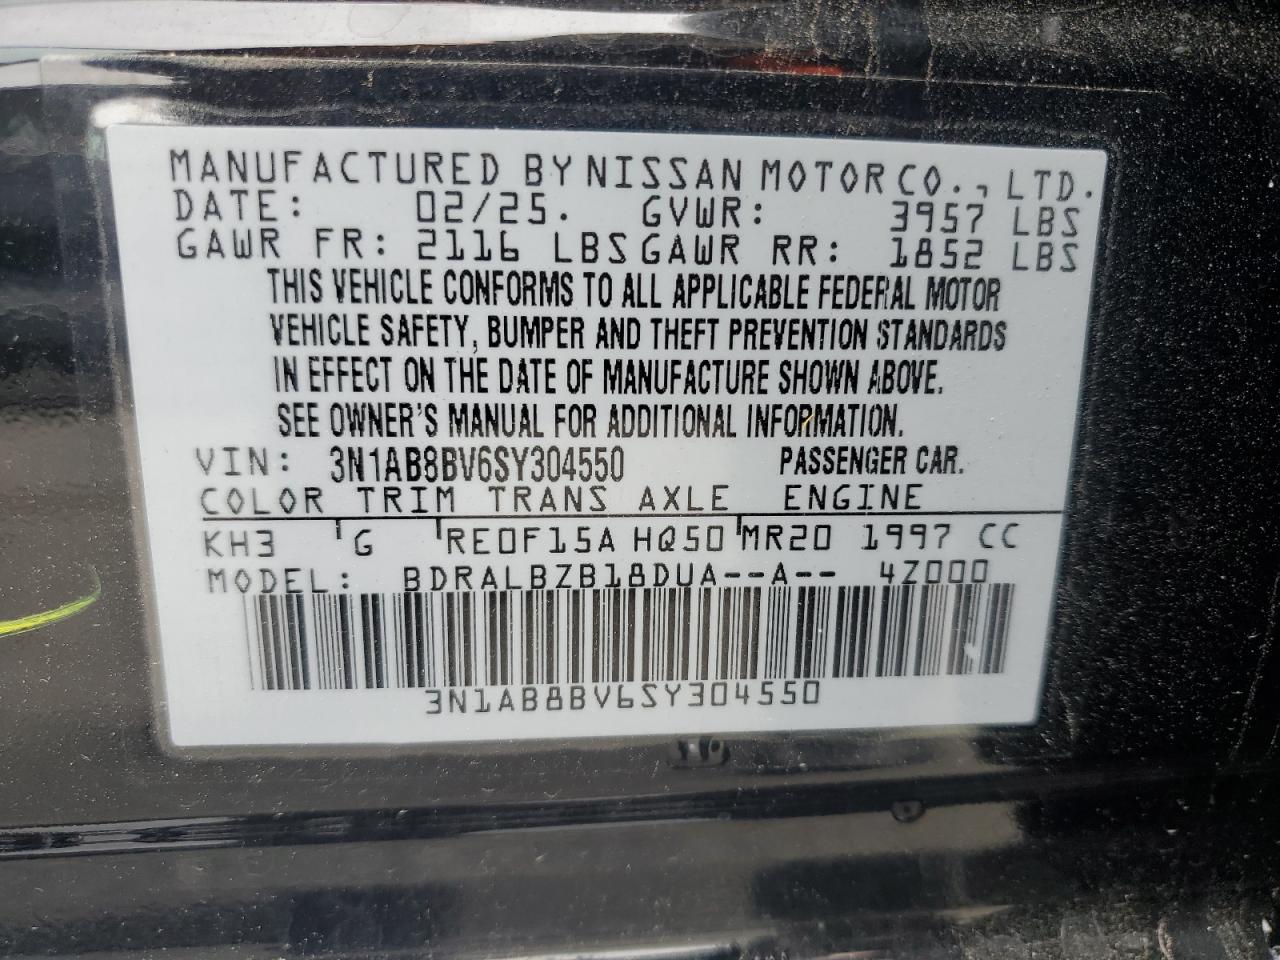 MANUFACTURED BY NISSAN MOTOR CO., LTD.
DATE: 02/25. GVWR: 3957 LBS
GAWR FR: 2116 LBS GAWR RR: 1852 LBS
THIS VEHICLE CONFORMS TO ALL APPLICABLE FEDERAL MOTOR
VEHICLE SAFETY, BUMPER AND THEFT PREVENTION STANDARDS
IN EFFECT ON THE DATE OF MANUFACTURE SHOWN ABOVE.
SEE OWNER'S MANUAL FOR ADDITIONAL INFORMATION.
VIN: 3N1AB8BV6SY304550 PASSENGER CAR.
COLOR TRIM TRANS AXLE ENGINE
KH3 G RE0F15A HQ50 MR20 1997 CC
MODEL: BDRALBZB18DUA--A-- 4Z000
3N1AB8BV6SY304550